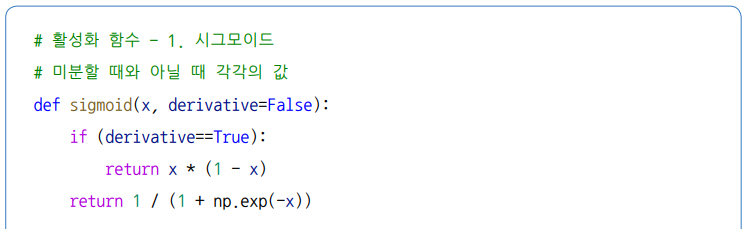 # 활성화 함수 - 1. 시그모이드
# 미분할 때와 아닐 때 각각의 값
def sigmoid(x, derivative=False):
    if (derivative==True):
        return x * (1 - x)
    return 1 / (1 + np.exp(-x))